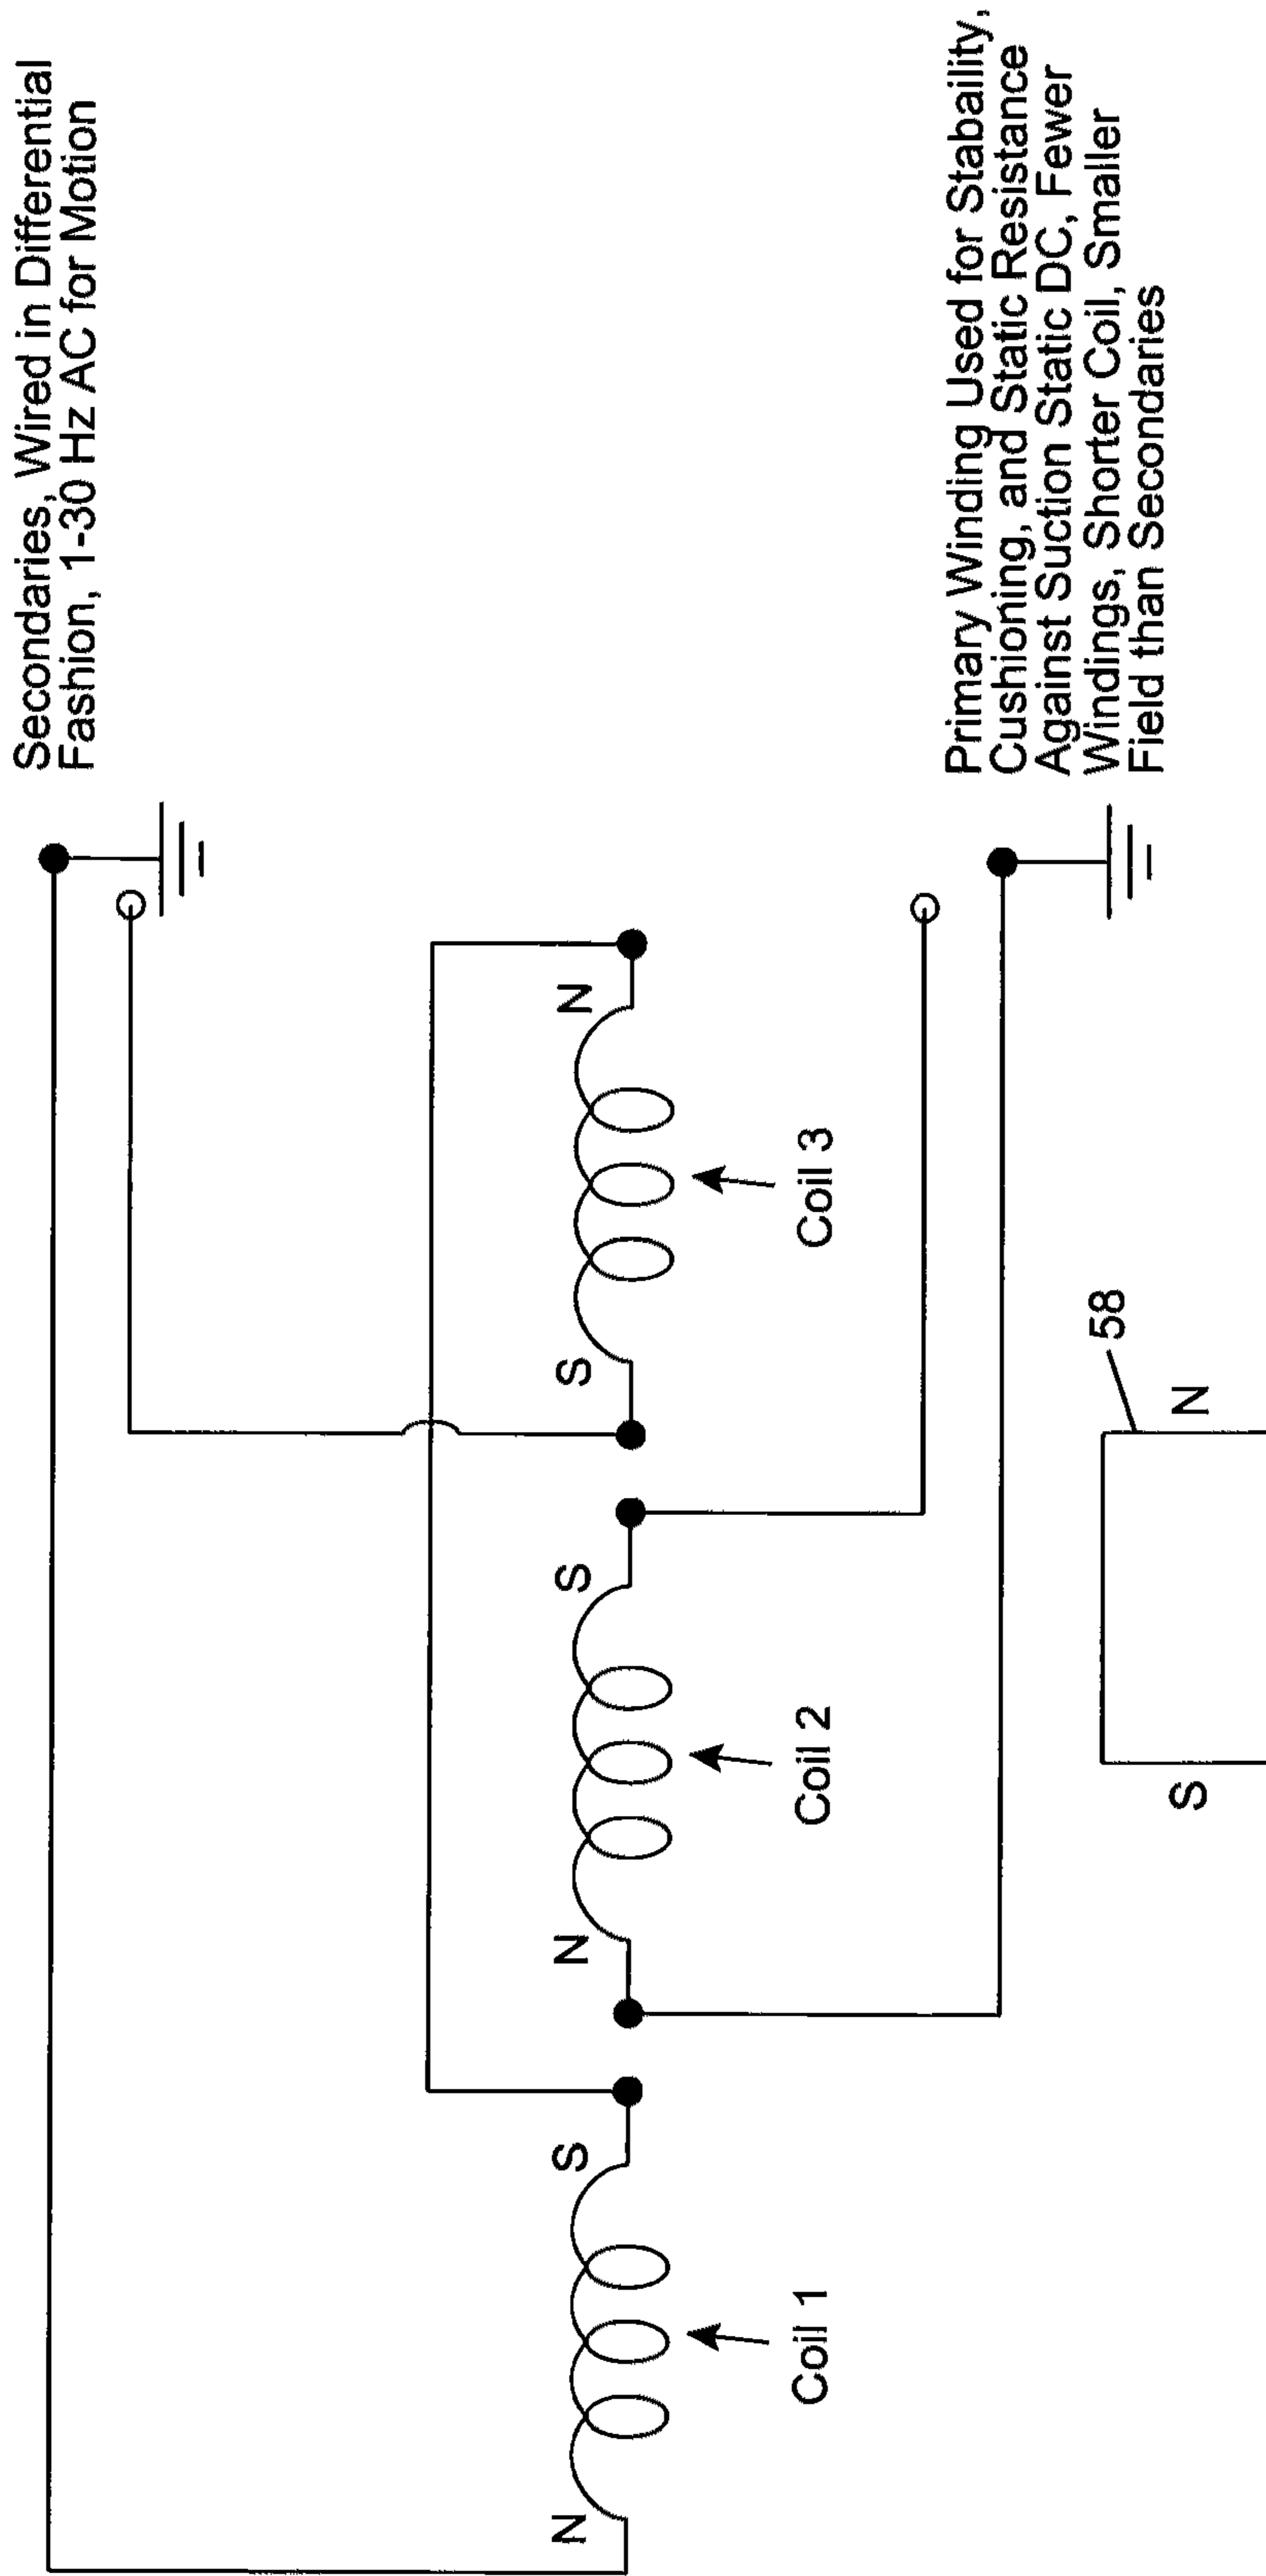 Secondaries, Wired in Differential
Fashion, 1-30 Hz AC for Motion
N
S
Coil 1
N
S
Coil 2
S
N
Coil 3
Primary Winding Used for Stabaility,
Cushioning, and Static Resistance
Against Suction Static DC, Fewer
Windings, Shorter Coil, Smaller
Field than Secondaries
S
N
58